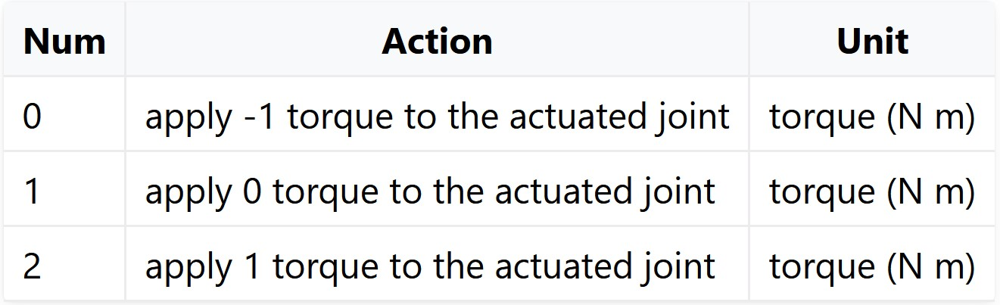 Num Action Unit
0 apply -1 torque to the actuated joint torque (N m)
1 apply 0 torque to the actuated joint torque (N m)
2 apply 1 torque to the actuated joint torque (N m)